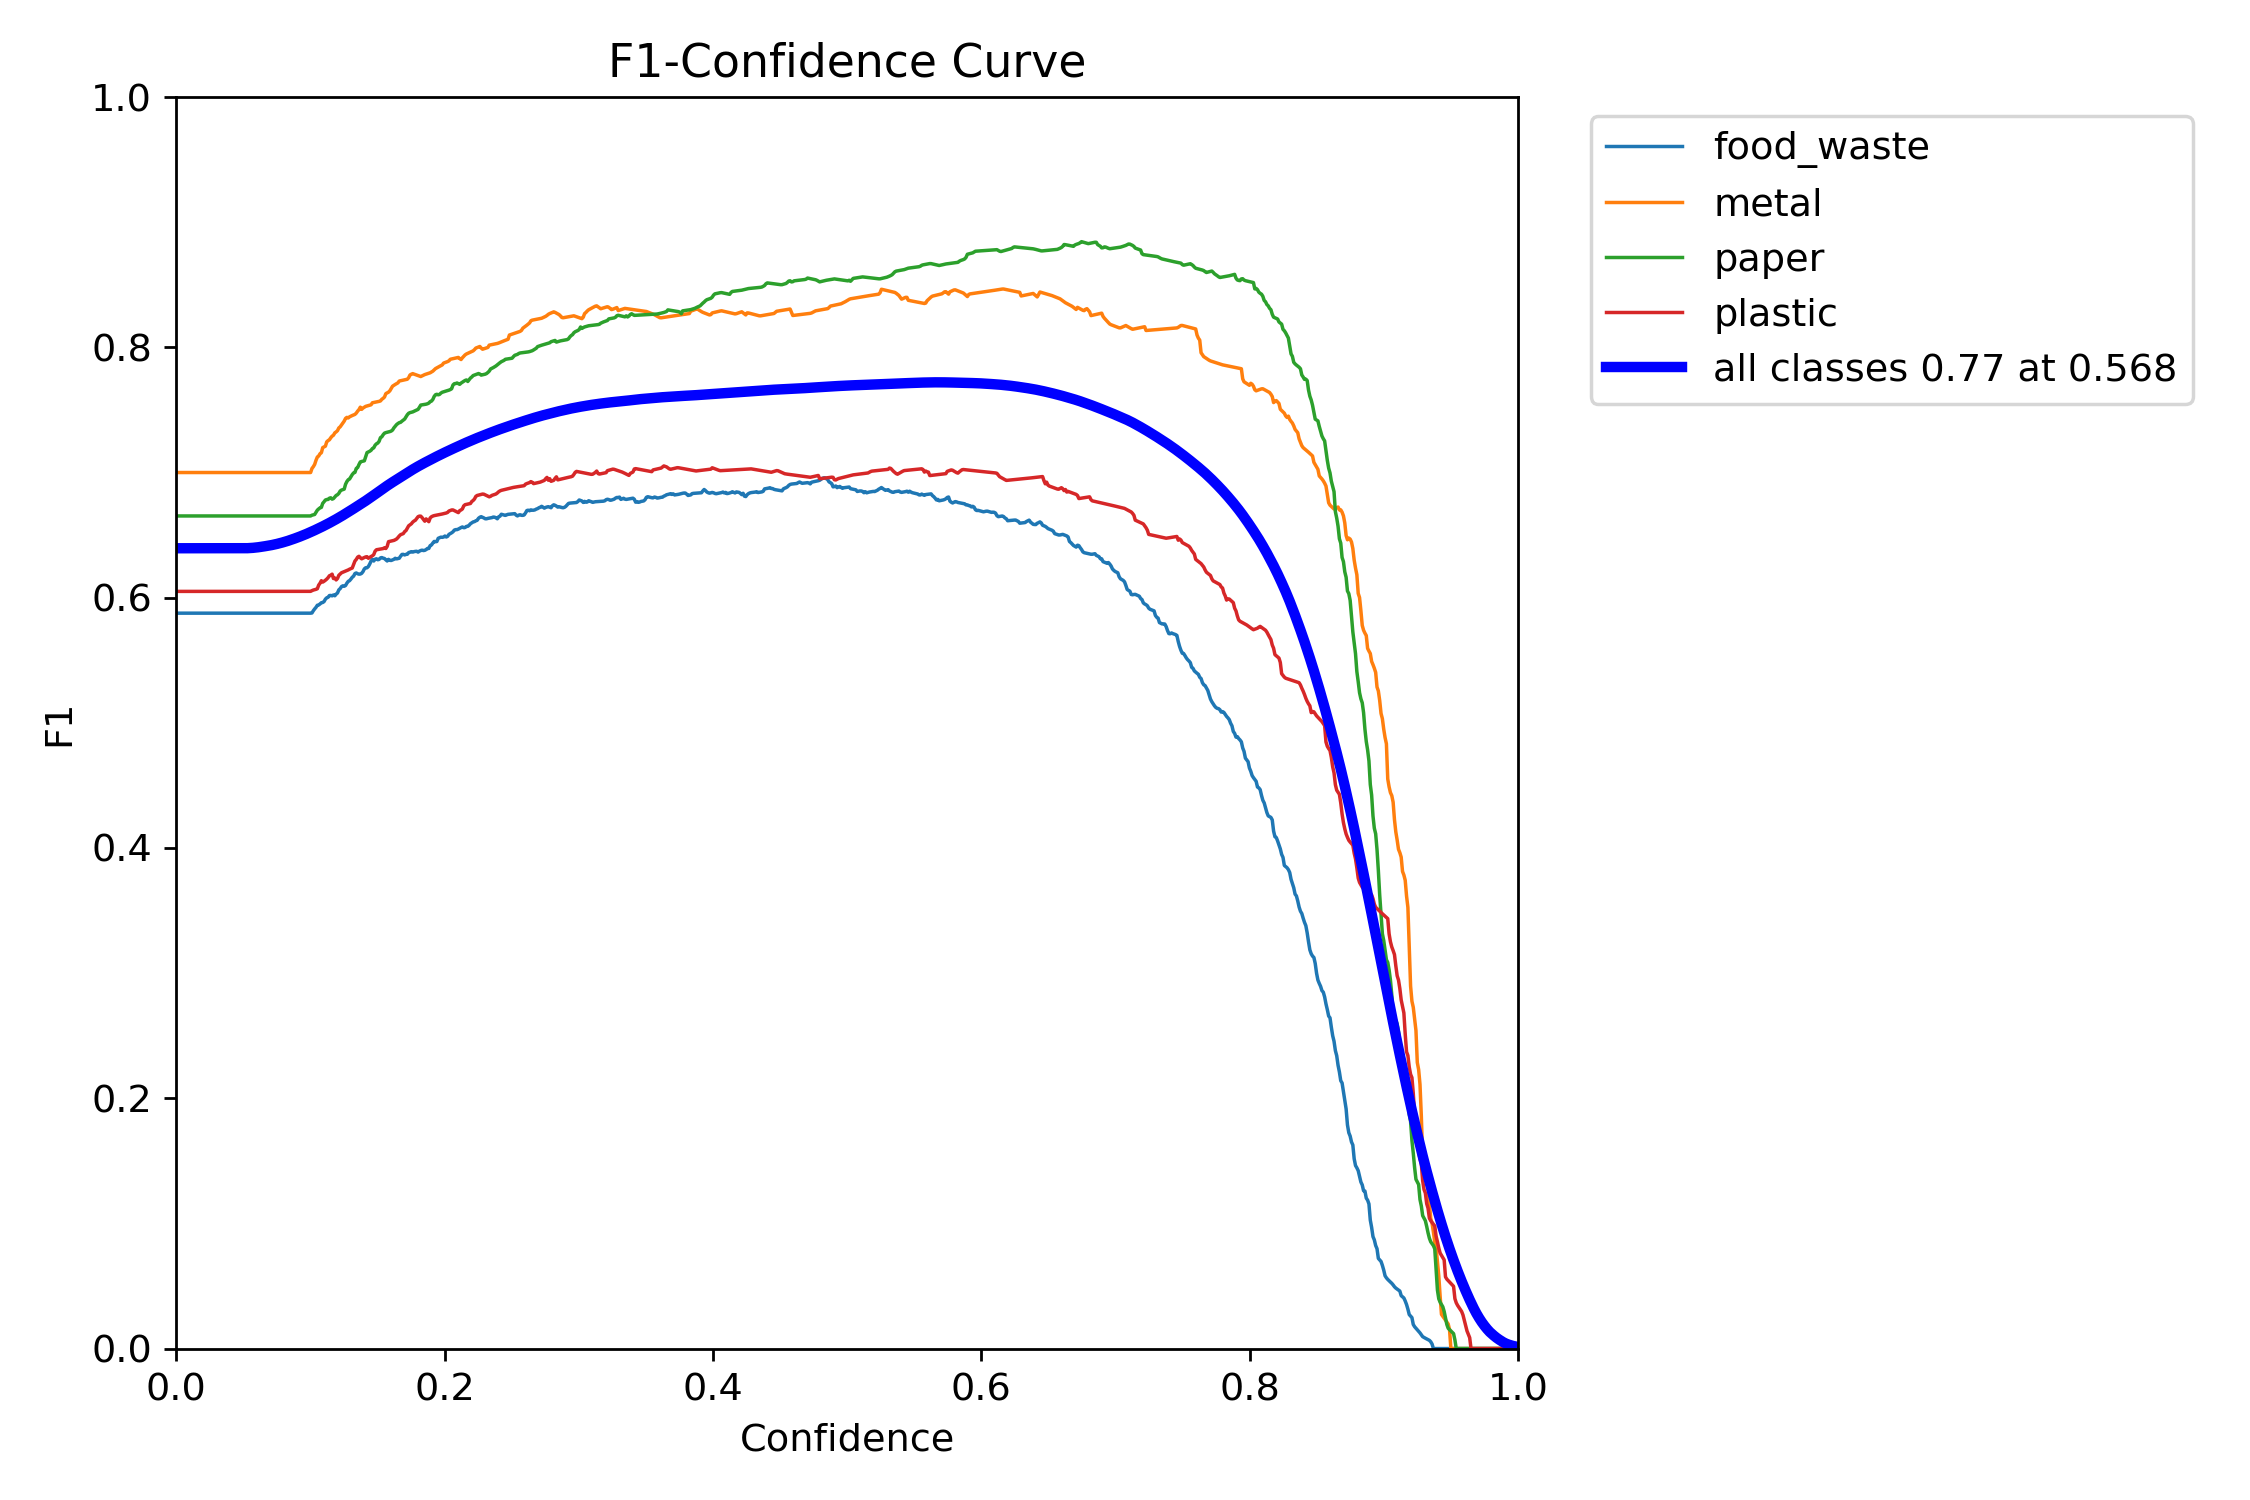 F1-Confidence Curve
1.0
0.8
0.6
0.4
0.2
0.0
F1
0.0 0.2 0.4 0.6 0.8 1.0
Confidence
food_waste
metal
paper
plastic
all classes 0.77 at 0.568